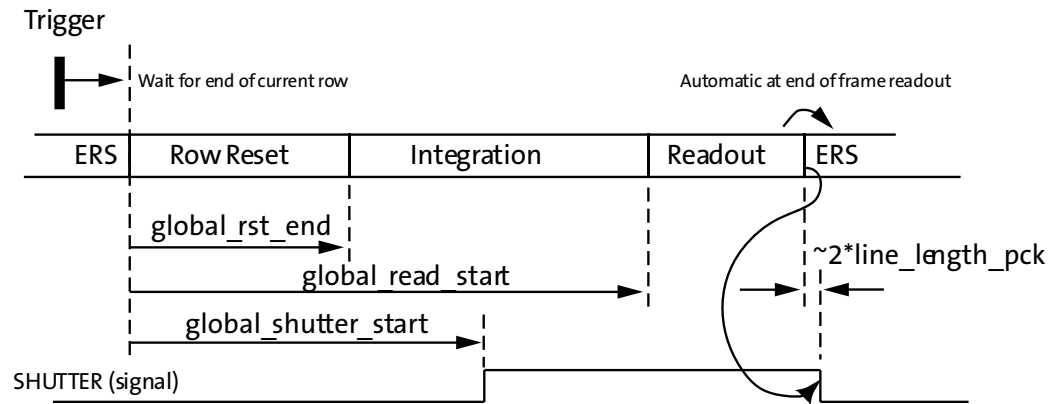 Trigger
Wait for end of current row
Automatic at end of frame readout
ERS Row Reset Integration Readout ERS
global_rst_end
~2*line_length_pck
global_read_start
global_shutter_start
SHUTTER (signal)